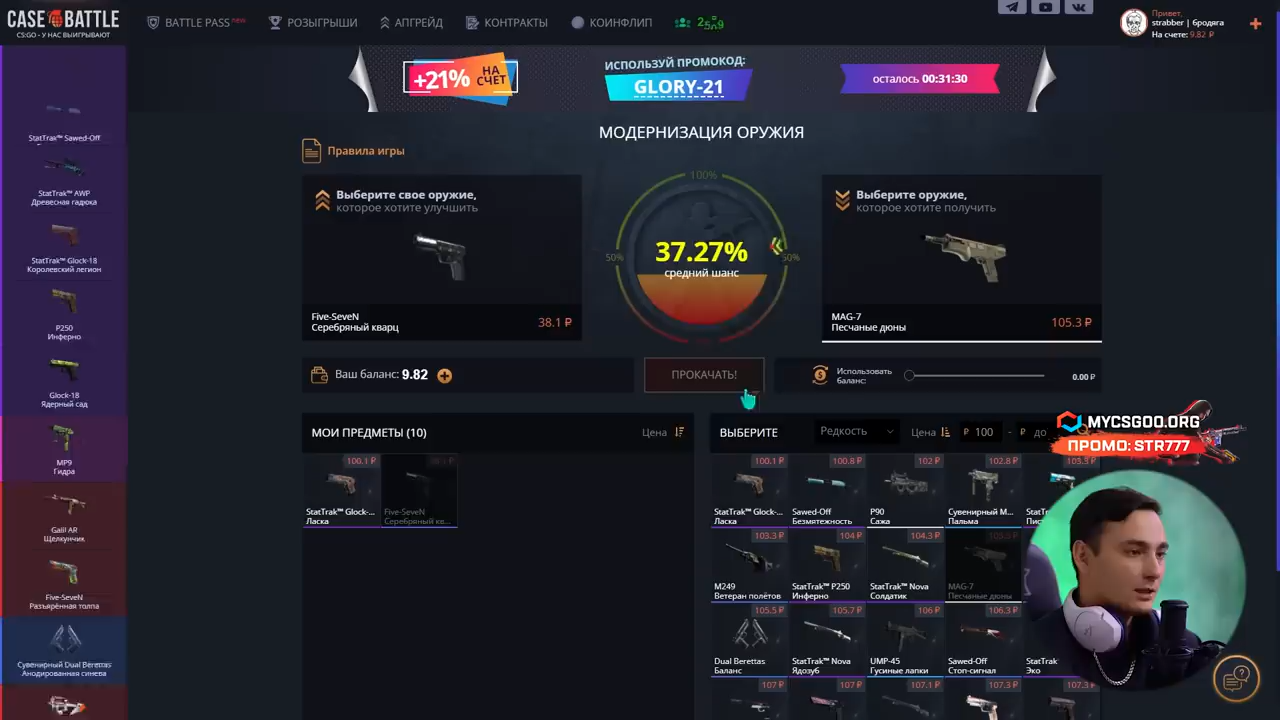 CASE BATTLE
CS:GO - У НАС ВЫИГРЫВАЮТ
BATTLE PASS new
РОЗЫГРЫШИ
АПГРЕЙД
КОНТРАКТЫ
КОИНФЛИП
Привет,
strabber | бродяга
На счете: 9.82 ₽
+21% НА СЧЕТ
ИСПОЛЬЗУЙ ПРОМОКОД:
GLORY-21
осталось 00:31:30
МОДЕРНИЗАЦИЯ ОРУЖИЯ
Правила игры
Выберите свое оружие,
которое хотите улучшить
Five-SeveN
Серебряный кварц
38.1 ₽
100%
50%
50%
37.27%
средний шанс
Выберите оружие,
которое хотите получить
MAG-7
Песчаные дюны
105.3 ₽
Ваш баланс: 9.82
ПРОКАЧАТЬ!
Использовать
баланс:
0.00 ₽
МОИ ПРЕДМЕТЫ (10)
Цена
100.1 ₽
StatTrak™ Glock-...
Ласка
38.1 ₽
Five-SeveN
Серебряный кв...
ВЫБЕРИТЕ
Редкость
Цена
₽ 100 - ₽ до
100.1 ₽
StatTrak™ Glock-...
Ласка
100.8 ₽
Sawed-Off
Безмятежность
102 ₽
P90
Сажа
102.8 ₽
Сувенирный М...
Пальма
103.3 ₽
M249
Ветеран полётов
104 ₽
StatTrak™ P250
Инферно
104.3 ₽
StatTrak™ Nova
Солдатик
105.3 ₽
MAG-7
Песчаные дюны
105.5 ₽
Dual Berettas
Баланс
105.7 ₽
StatTrak™ Nova
Ядозуб
106 ₽
UMP-45
Гусиные лапки
106.3 ₽
Sawed-Off
Стоп-сигнал
StatTrak
Эко
107 ₽
107 ₽
107.1 ₽
107.3 ₽
107.3 ₽
StatTrak™ Sawed-Off
StatTrak™ AWP
Древесная гадюка
StatTrak™ Glock-18
Королевский легион
P250
Инферно
Glock-18
Ядерный сад
MP9
Гидра
Galil AR
Щелкунчик
Five-SeveN
Разъярённая толпа
Сувенирный Dual Berettas
Анодированная синева
MYCSGOO.ORG
ПРОМО: STR777